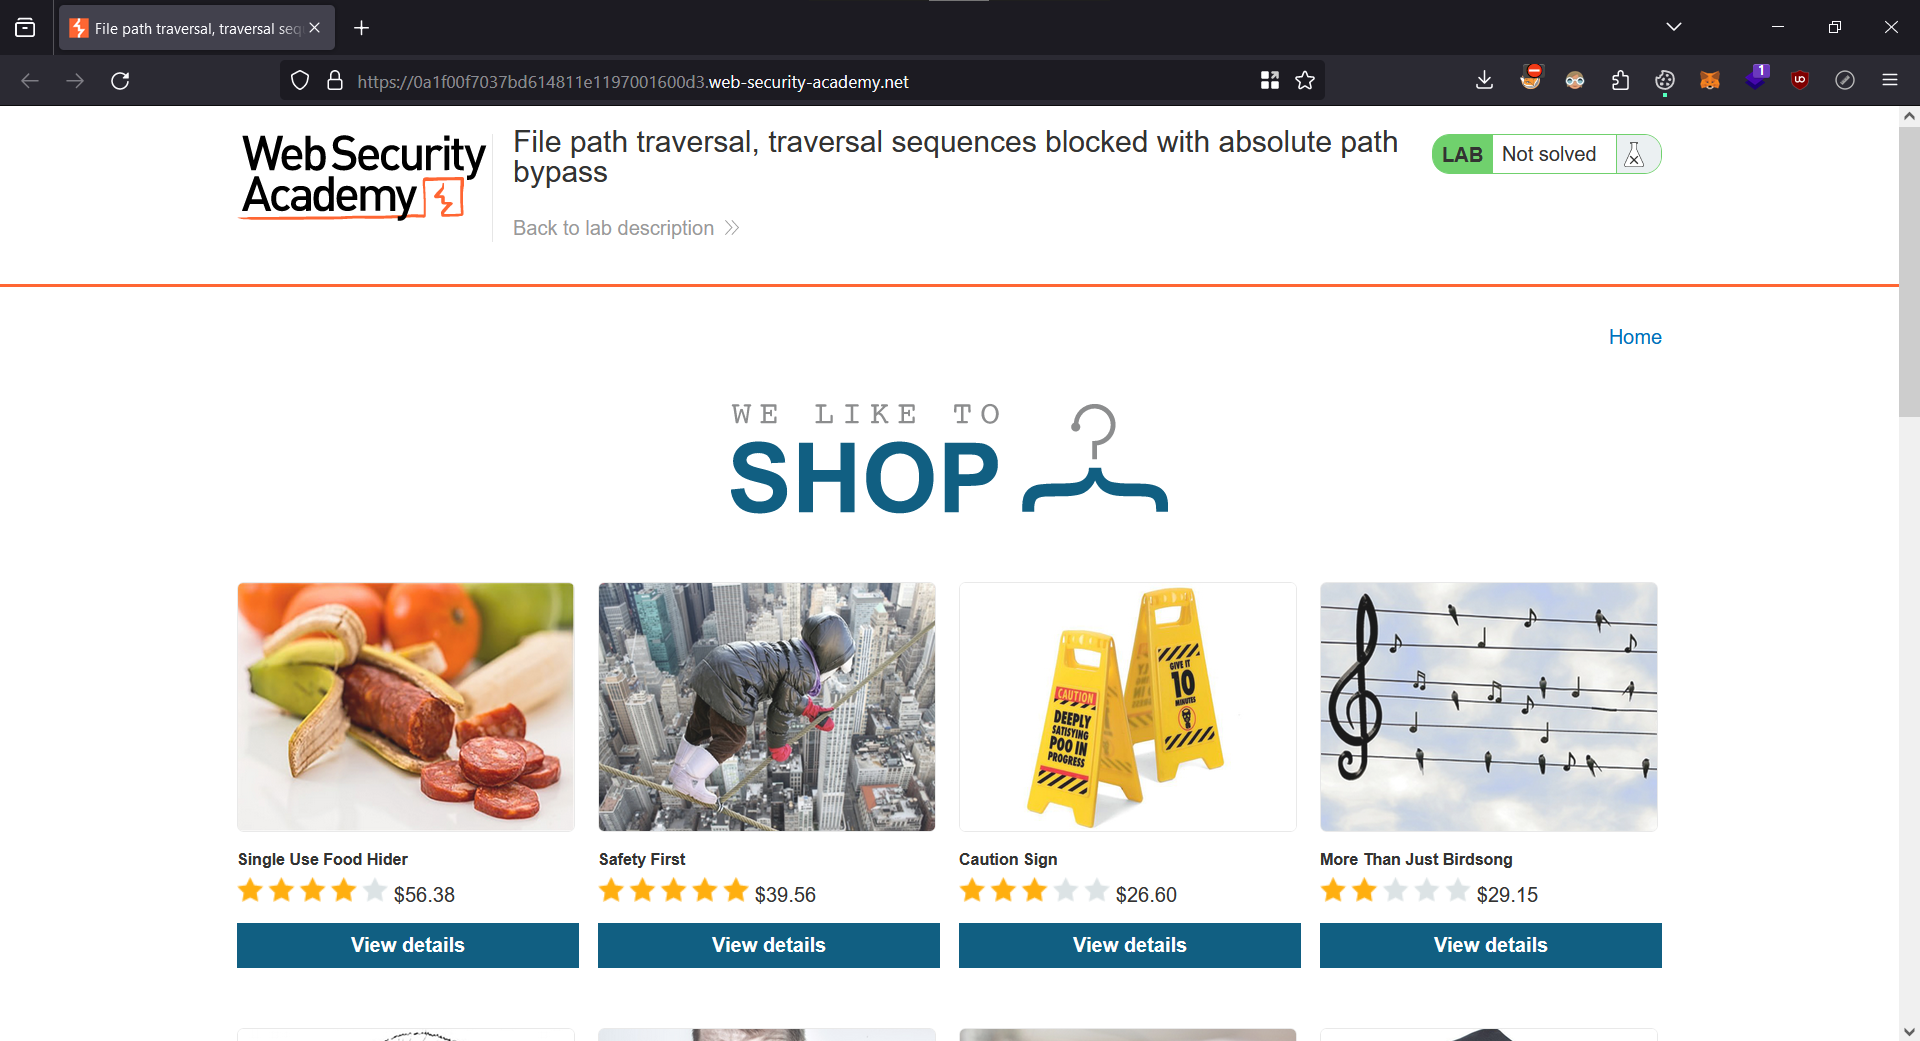 File path traversal, traversal seq
1
https://0a1f00f7037bd614811e1197001600d3.web-security-academy.net
Web Security
Academy
File path traversal, traversal sequences blocked with absolute path
bypass
LAB Not solved
Back to lab description
Home
WE LIKE TO
SHOP
CAUTION
DEEPLY
SATISYING
POO IN
PROGRESS
GIVE IT
10
MINUTES
Single Use Food Hider
$56.38
View details
Safety First
$39.56
View details
Caution Sign
$26.60
View details
More Than Just Birdsong
$29.15
View details